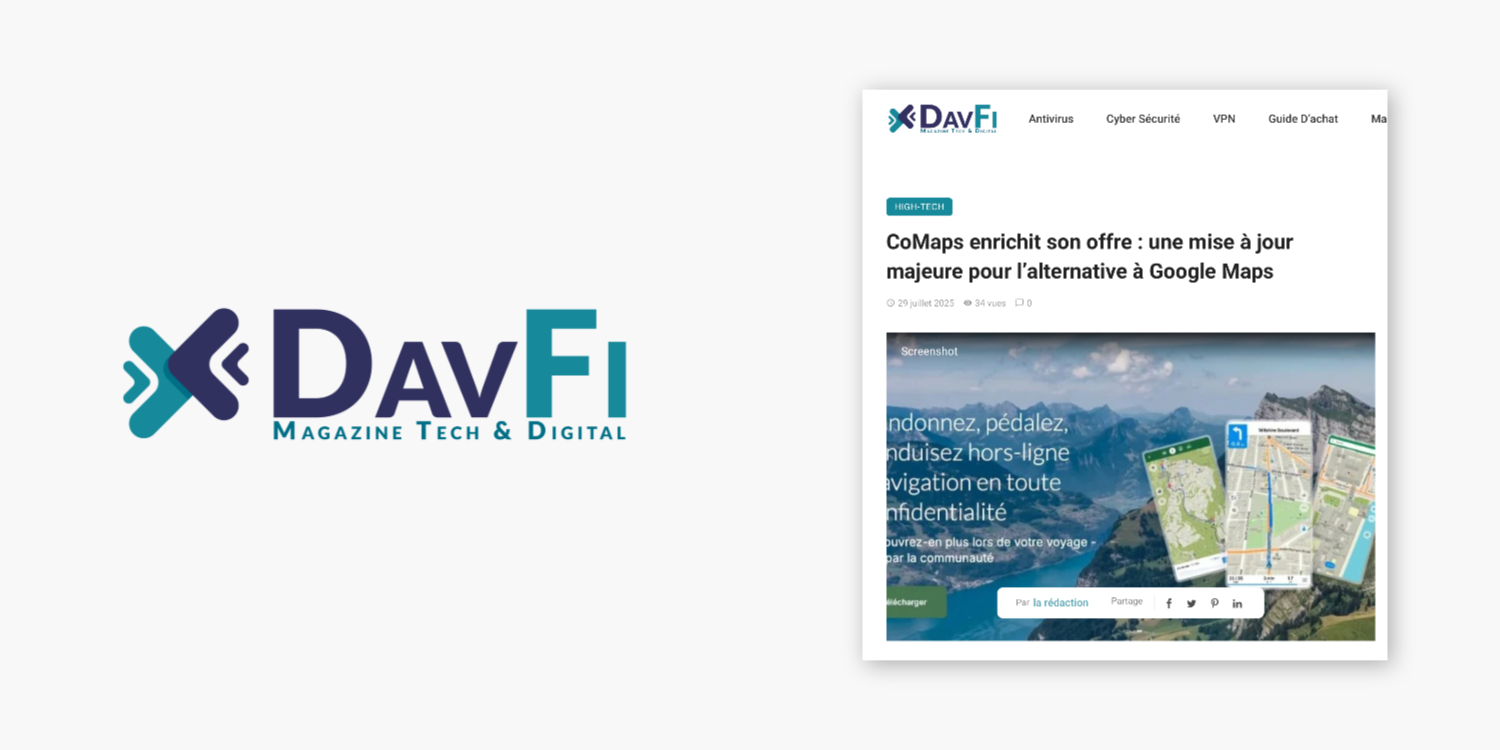 DAVFI
MAGAZINE TECH & DIGITAL
DAVFI
MAGAZINE TECH & DIGITAL
Antivirus Cyber Sécurité VPN Guide D'achat Ma
HIGH-TECH
CoMaps enrichit son offre : une mise à jour
majeure pour l’alternative à Google Maps
29 juillet 2025 34 vues 0
Screenshot
ndonnez, pédalez,
nduisez hors-ligne
avigation en toute
nfidentialité
ouvrez-en plus lors de votre voyage -
par la communauté
élécharger
Par la rédaction Partage